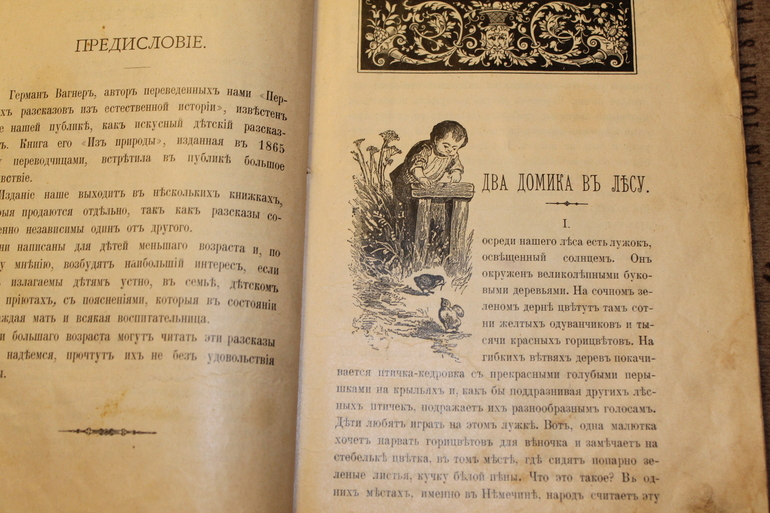 ПРЕДИСЛОВІЕ.
Германъ Вагнеръ, авторъ переведенныхъ нами «Пер-
хъ разсказовъ изъ естественной исторіи», извѣстенъ
е нашей публикѣ, какъ искусный дѣтскій разсказ-
ъ. Книга его «Изъ природы», изданная въ 1865
у переводчицами, встрѣтила въ публикѣ большое
вствіе.
Изданіе наше выходитъ въ нѣсколькихъ книжкахъ,
рыя продаются отдѣльно, такъ какъ разсказы со-
енно независимы одинъ отъ другого.
ни написаны для дѣтей меньшаго возраста и, по
у мнѣнію, возбудятъ наибольшій интересъ, если
ъ излагаемы дѣтямъ устно, въ семьѣ, дѣтскомъ
пріютахъ, съ поясненіями, которыя въ состояніи
аждая мать и всякая воспитательница.
и большаго возраста могутъ читать эти разсказы
надѣемся, прочтутъ ихъ не безъ удовольствія
ы.
ДВА ДОМИКА ВЪ ЛѢСУ.
I.
осреди нашего лѣса есть лужокъ,
освѣщенный солнцемъ. Онъ
окруженъ великолѣпными буко-
выми деревьями. На сочномъ зе-
леномъ дернѣ цвѣтутъ тамъ сот-
ни желтыхъ одуванчиковъ и ты-
сячи красныхъ горицвѣтовъ. На
гибкихъ вѣтвяхъ деревъ покачи-
вается птичка-кедровка съ прекрасными голубыми перы-
шками на крыльяхъ и, какъ бы поддразнивая другихъ лѣс-
ныхъ птичекъ, подражаетъ ихъ разнообразнымъ голосамъ.
Дѣти любятъ играть на этомъ лужкѣ. Вотъ, одна малютка
хочетъ нарвать горицвѣтовъ для вѣночка и замѣчаетъ на
стебелькѣ цвѣтка, въ томъ мѣстѣ, гдѣ сидятъ попарно зе-
леные листья, кучку бѣлой пѣны. Что это такое? Въ од-
нихъ мѣстахъ, именно въ Нѣмечинѣ, народъ считаетъ эту
IN TODAY'S